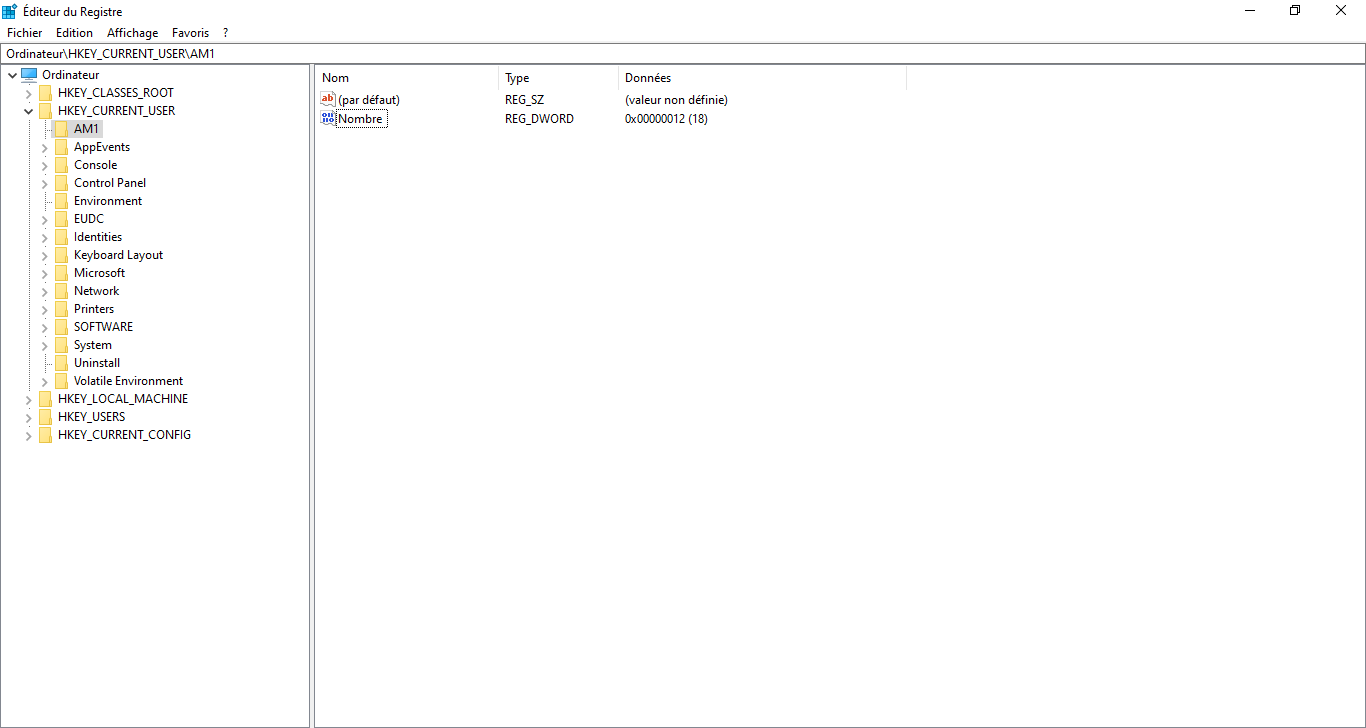 Éditeur du Registre
Fichier Edition Affichage Favoris ?
Ordinateur\HKEY_CURRENT_USER\AM1
Ordinateur
HKEY_CLASSES_ROOT
HKEY_CURRENT_USER
AM1
AppEvents
Console
Control Panel
Environment
EUDC
Identities
Keyboard Layout
Microsoft
Network
Printers
SOFTWARE
System
Uninstall
Volatile Environment
HKEY_LOCAL_MACHINE
HKEY_USERS
HKEY_CURRENT_CONFIG
Nom Type Données
(par défaut) REG_SZ (valeur non définie)
Nombre REG_DWORD 0x00000012 (18)